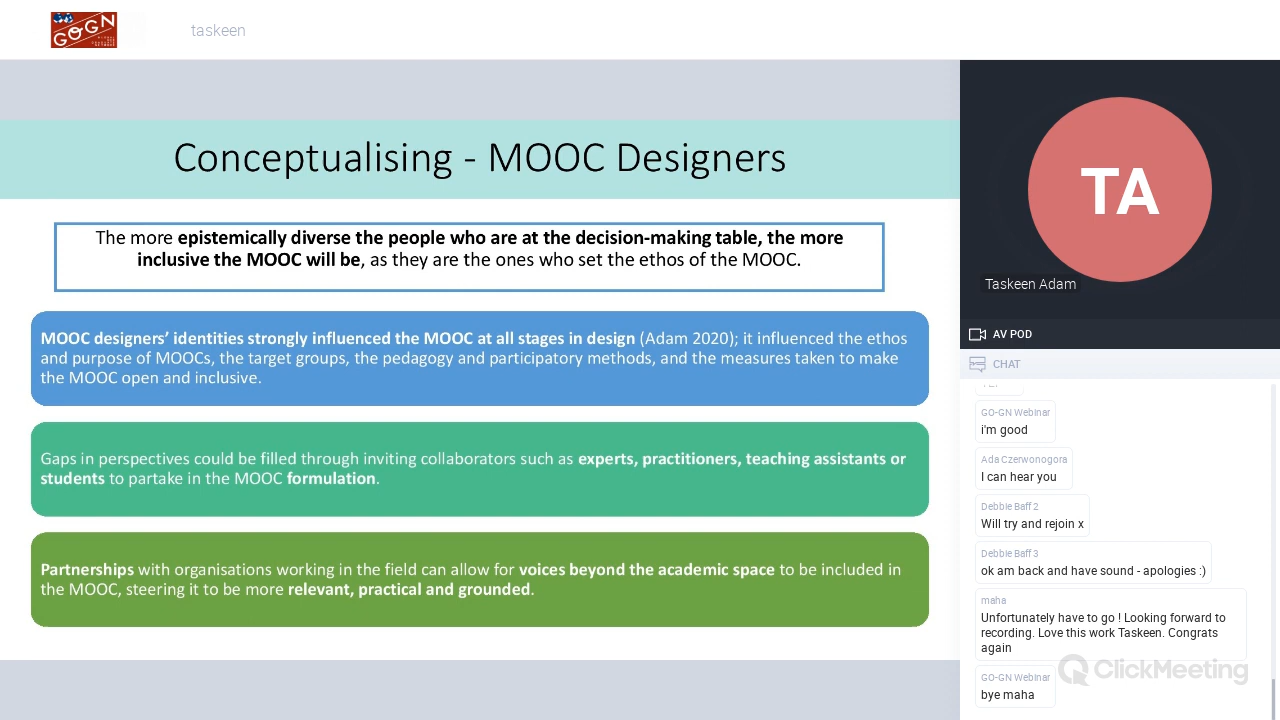 GO-GN
taskeen
Conceptualising - MOOC Designers
The more epistemically diverse the people who are at the decision-making table, the more
inclusive the MOOC will be, as they are the ones who set the ethos of the MOOC.
MOOC designers’ identities strongly influenced the MOOC at all stages in design (Adam 2020); it influenced the ethos
and purpose of MOOCs, the target groups, the pedagogy and participatory methods, and the measures taken to make
the MOOC open and inclusive.
Gaps in perspectives could be filled through inviting collaborators such as experts, practitioners, teaching assistants or
students to partake in the MOOC formulation.
Partnerships with organisations working in the field can allow for voices beyond the academic space to be included in
the MOOC, steering it to be more relevant, practical and grounded.
TA
Taskeen Adam
AV POD
CHAT
GO-GN Webinar
i'm good
Ada Czerwonogora
I can hear you
Debbie Baff 2
Will try and rejoin x
Debbie Baff 3
ok am back and have sound - apologies :)
maha
Unfortunately have to go ! Looking forward to
recording. Love this work Taskeen. Congrats
again
GO-GN Webinar
bye maha
ClickMeeting